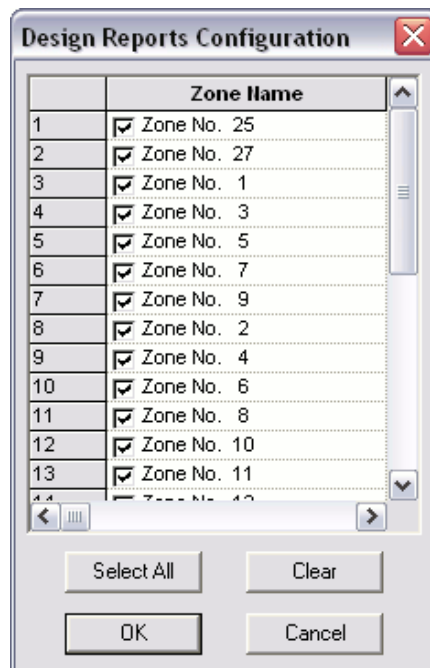 Design Reports Configuration
Zone Name
1 Zone No. 25
2 Zone No. 27
3 Zone No. 1
4 Zone No. 3
5 Zone No. 5
6 Zone No. 7
7 Zone No. 9
8 Zone No. 2
9 Zone No. 4
10 Zone No. 6
11 Zone No. 8
12 Zone No. 10
13 Zone No. 11
Select All Clear
OK Cancel